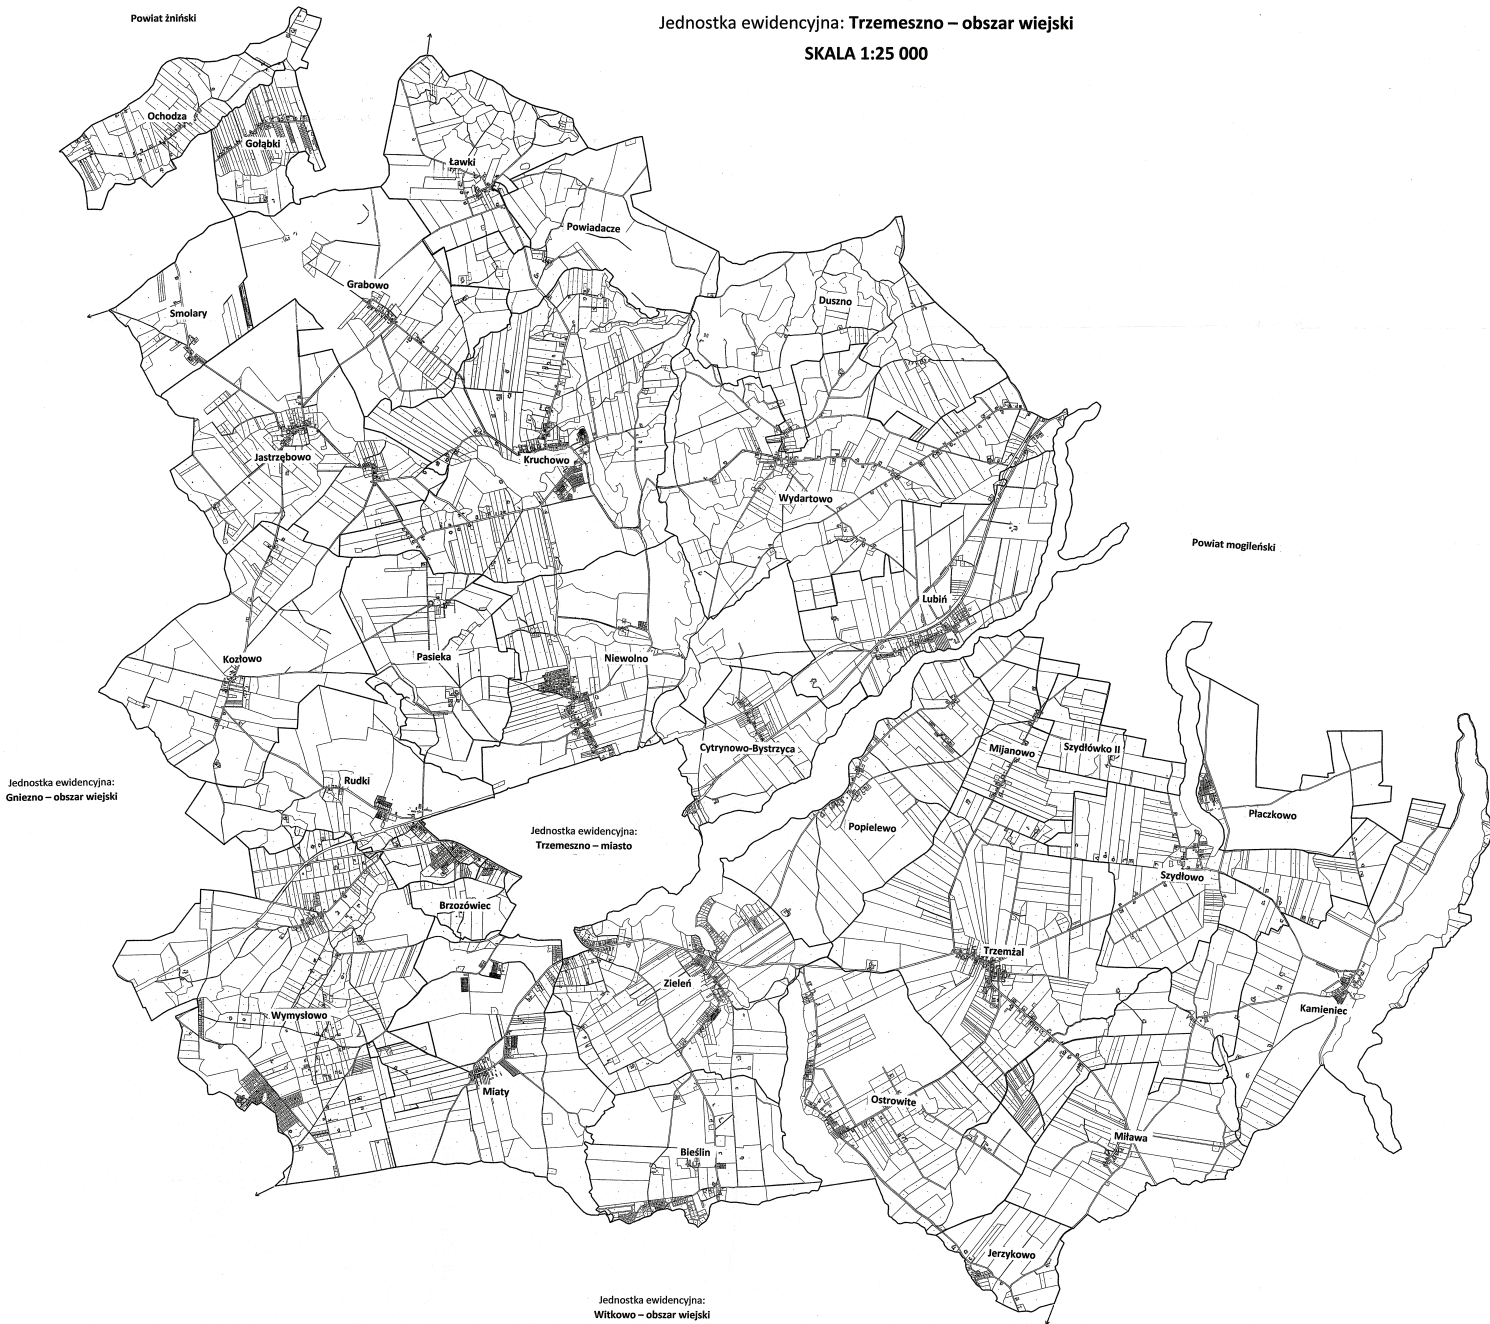 Powiat żniński
Jednostka ewidencyjna: Trzemeszno – obszar wiejski
SKALA 1:25 000
Ochodza
Gołąbki
Ławki
Powiadacze
Grabowo
Smolary
Duszno
Jastrzębowo
Kruchowo
Wydartowo
Powiat mogileński
Lubiń
Kozłowo
Pasieka
Niewolno
Cytrynowo-Bystrzyca
Mijanowo
Szydłówko II
Jednostka ewidencyjna:
Gniezno – obszar wiejski
Rudki
Jednostka ewidencyjna:
Trzemeszno – miasto
Popielewo
Płaczkowo
Szydłowo
Brzozówiec
Trzemżal
Zieleń
Wymysłowo
Kamieniec
Miaty
Ostrowite
Miława
Bieślin
Jerzykowo
Jednostka ewidencyjna:
Witkowo – obszar wiejski